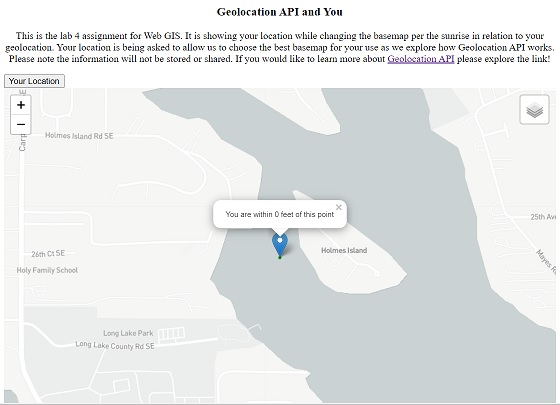 Geolocation API and You
This is the lab 4 assignment for Web GIS. It is showing your location while changing the basemap per the sunrise in relation to your
geolocation. Your location is being asked to allow us to choose the best basemap for your use as we explore how Geolocation API works.
Please note the information will not be stored or shared. If you would like to learn more about Geolocation API please explore the link!
Your Location
+
−
Holmes Island Rd SE
You are within 0 feet of this point
×
25th Ave
26th Ct SE
Holmes Island
Holy Family School
Long Lake Park
Long Lake County Rd SE